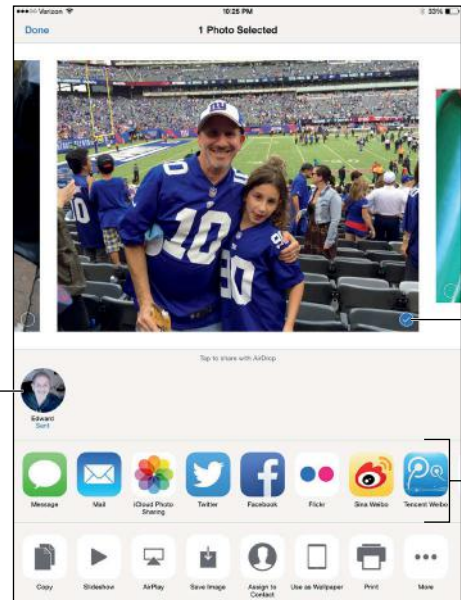 Verizon 10:25 PM 33%
Done 1 Photo Selected
10
10
90
10
Tap to share with AirDrop
Edward
Sent
Message Mail iCloud Photo Sharing Twitter Facebook Flickr Sina Weibo Tencent Weibo
Copy Slideshow AirPlay Save Image Assign to Contact Use as Wallpaper Print More